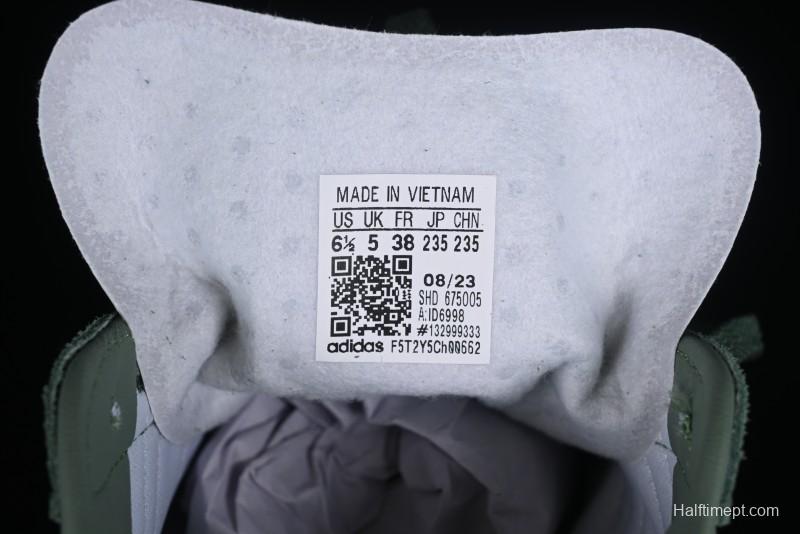 MADE IN VIETNAM
US UK FR JP CHN
6½ 5 38 235 235
08/23
SHD 675005
A:ID6998
#132999333
adidas F5T2Y5Ch00662
Halftimept.com